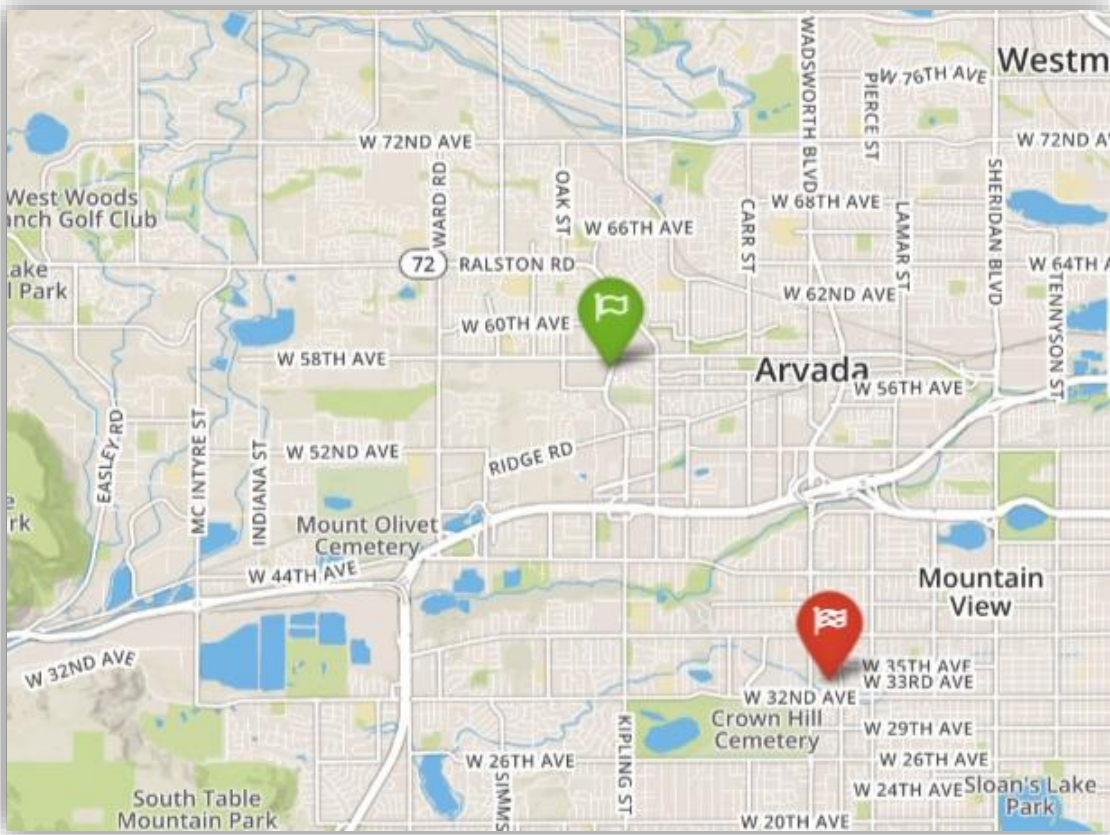 WADSWORTH BLVD
Westm
W 76TH AVE
PIERCE ST
W 72ND AVE
W 72ND A
West Woods
anch Golf Club
WARD RD
OAK ST
W 66TH AVE
CARR ST
W 68TH AVE
LAMAR ST
SHERIDAN BLVD
ake
l Park
72
RALSTON RD
W 62ND AVE
W 64TH A
TENNYSON ST
W 60TH AVE
W 58TH AVE
Arvada
W 56TH AVE
EASLEY RD
MC INTYRE ST
INDIANA ST
W 52ND AVE
RIDGE RD
e
rk
Mount Olivet
Cemetery
W 44TH AVE
Mountain
View
W 32ND AVE
W 35TH AVE
W 33RD AVE
W 32ND AVE
Crown Hill
Cemetery
KIPLING ST
W 29TH AVE
W 26TH AVE
SIMMS
W 26TH AVE
W 24TH AVE
Sloan's Lake
Park
South Table
Mountain Park
W 20TH AVE